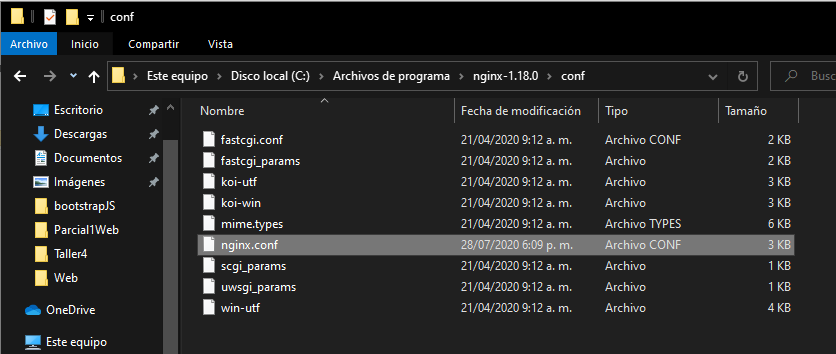 conf
Archivo Inicio Compartir Vista
Este equipo Disco local (C:) Archivos de programa nginx-1.18.0 conf Busc
Nombre Fecha de modificación Tipo Tamaño
Escritorio
Descargas
Documentos
Imágenes
bootstrapJS
Parcial1Web
Taller4
Web
OneDrive
Este equipo
fastcgi.conf 21/04/2020 9:12 a. m. Archivo CONF 2 KB
fastcgi_params 21/04/2020 9:12 a. m. Archivo 2 KB
koi-utf 21/04/2020 9:12 a. m. Archivo 3 KB
koi-win 21/04/2020 9:12 a. m. Archivo 3 KB
mime.types 21/04/2020 9:12 a. m. Archivo TYPES 6 KB
nginx.conf 28/07/2020 6:09 p. m. Archivo CONF 3 KB
scgi_params 21/04/2020 9:12 a. m. Archivo 1 KB
uwsgi_params 21/04/2020 9:12 a. m. Archivo 1 KB
win-utf 21/04/2020 9:12 a. m. Archivo 4 KB